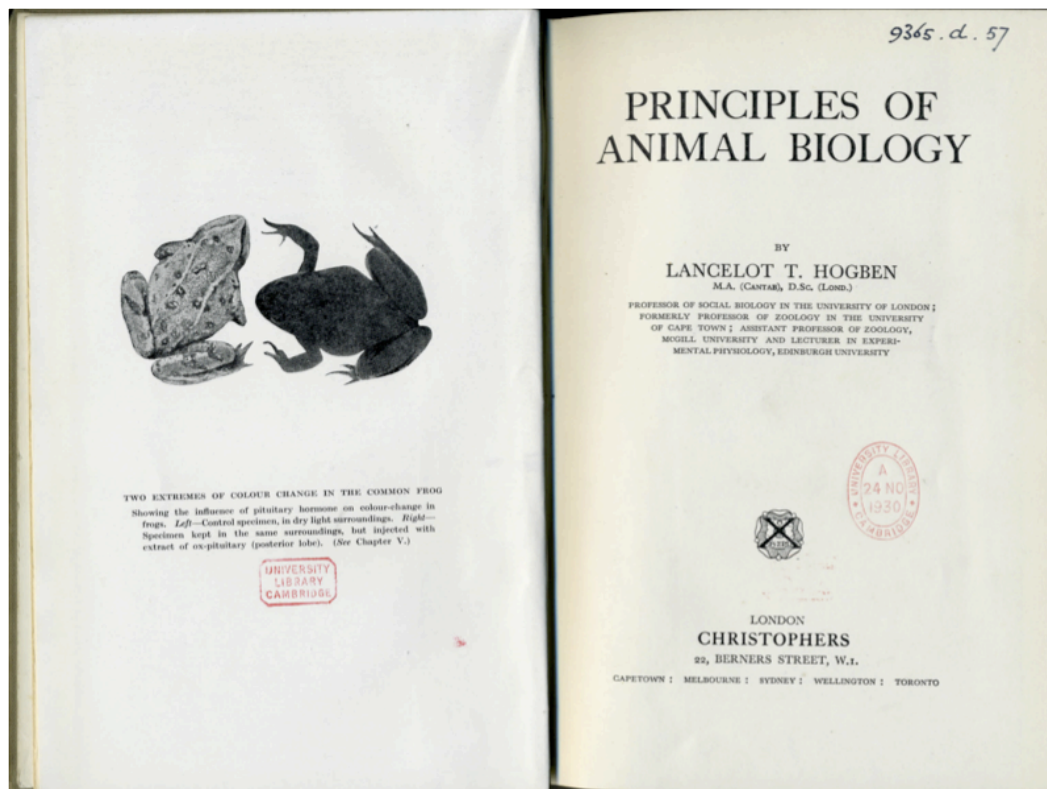 TWO EXTREMES OF COLOUR CHANGE IN THE COMMON FROG
Showing the influence of pituitary hormone on colour-change in
frogs. Left—Control specimen, in dry light surroundings. Right—
Specimen kept in the same surroundings, but injected with
extract of ox-pituitary (posterior lobe). (See Chapter V.)
UNIVERSITY
LIBRARY
CAMBRIDGE
9365.d.57
PRINCIPLES OF
ANIMAL BIOLOGY
BY
LANCELOT T. HOGBEN
M.A. (CANTAB), D.SC. (LOND.)
PROFESSOR OF SOCIAL BIOLOGY IN THE UNIVERSITY OF LONDON;
FORMERLY PROFESSOR OF ZOOLOGY IN THE UNIVERSITY
OF CAPE TOWN; ASSISTANT PROFESSOR OF ZOOLOGY,
MCGILL UNIVERSITY AND LECTURER IN EXPERI-
MENTAL PHYSIOLOGY, EDINBURGH UNIVERSITY
UNIVERSITY LIBRARY
A
24 NO
1930
CAMBRIDGE
LONDON
CHRISTOPHERS
22, BERNERS STREET, W.1.
CAPETOWN : MELBOURNE : SYDNEY : WELLINGTON : TORONTO